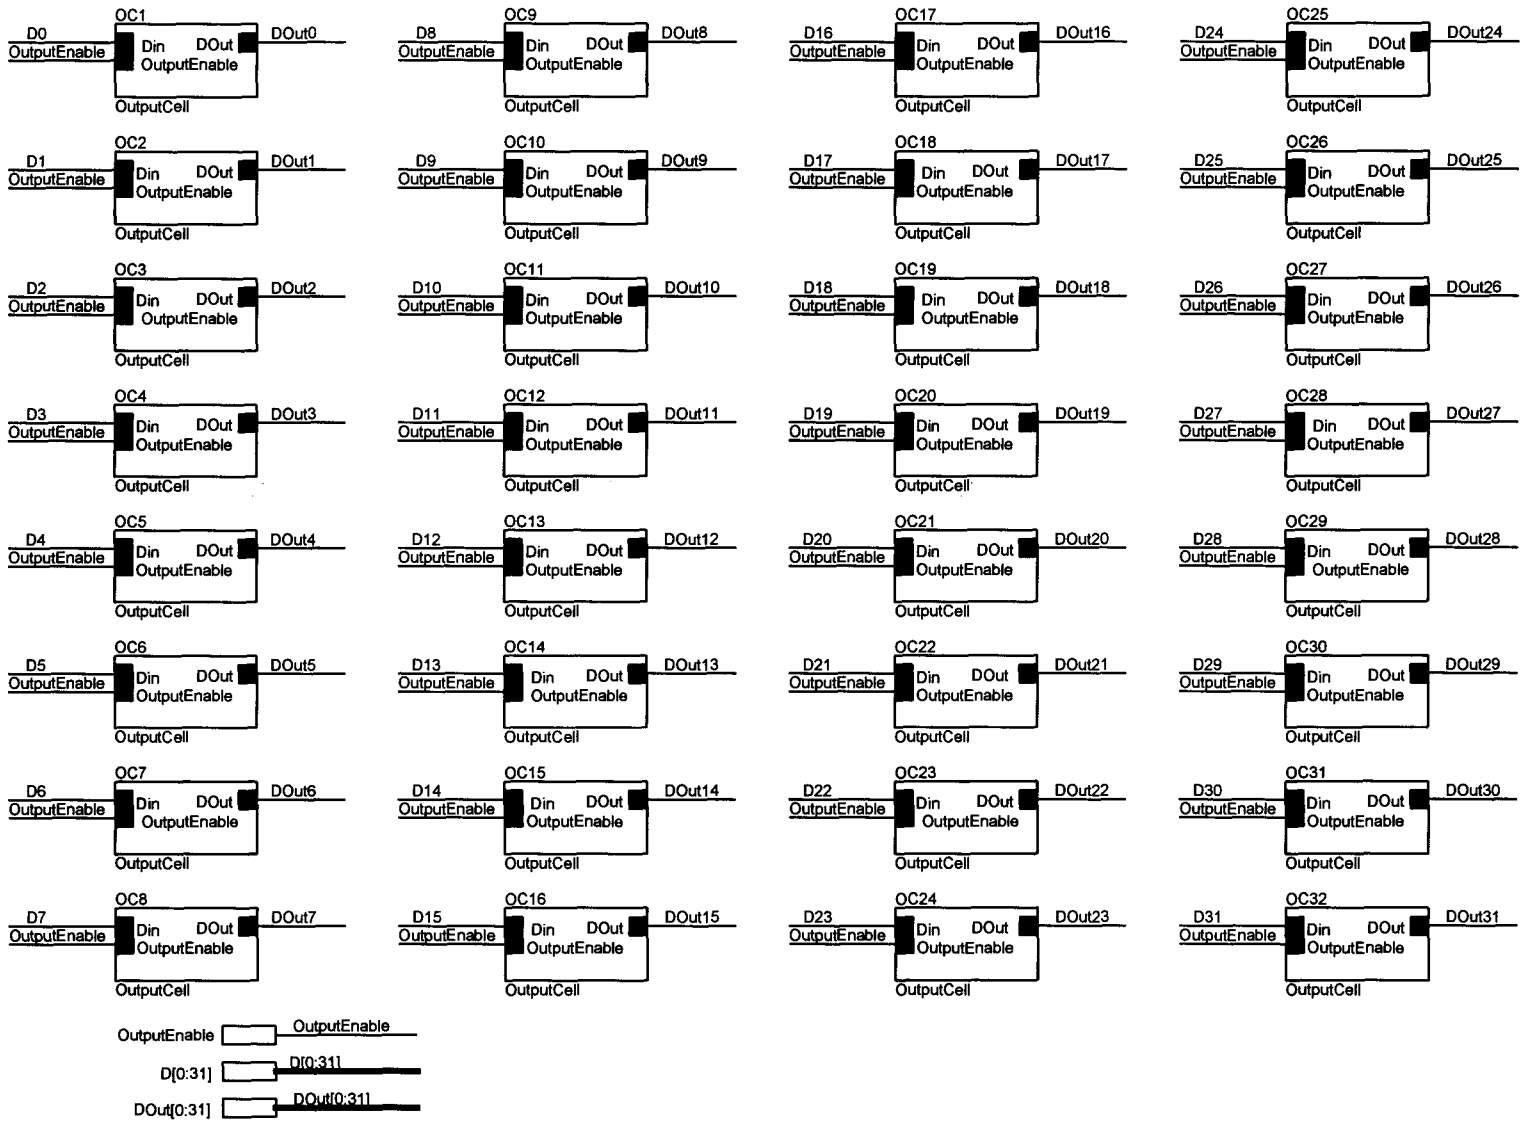 OC1 OC9 OC17 OC25
D0 Din DOut DOut0 D8 Din DOut DOut8 D16 Din DOut DOut16 D24 Din DOut DOut24
OutputEnable OutputEnable OutputEnable OutputEnable OutputEnable OutputEnable OutputEnable OutputEnable
OutputCell OutputCell OutputCell OutputCell
OC2 OC10 OC18 OC26
D1 Din DOut DOut1 D9 Din DOut DOut9 D17 Din DOut DOut17 D25 Din DOut DOut25
OutputEnable OutputEnable OutputEnable OutputEnable OutputEnable OutputEnable OutputEnable OutputEnable
OutputCell OutputCell OutputCell OutputCell
OC3 OC11 OC19 OC27
D2 Din DOut DOut2 D10 Din DOut DOut10 D18 Din DOut DOut18 D26 Din DOut DOut26
OutputEnable OutputEnable OutputEnable OutputEnable OutputEnable OutputEnable OutputEnable OutputEnable
OutputCell OutputCell OutputCell OutputCell
OC4 OC12 OC20 OC28
D3 Din DOut DOut3 D11 Din DOut DOut11 D19 Din DOut DOut19 D27 Din DOut DOut27
OutputEnable OutputEnable OutputEnable OutputEnable OutputEnable OutputEnable OutputEnable OutputEnable
OutputCell OutputCell OutputCell OutputCell
OC5 OC13 OC21 OC29
D4 Din DOut DOut4 D12 Din DOut DOut12 D20 Din DOut DOut20 D28 Din DOut DOut28
OutputEnable OutputEnable OutputEnable OutputEnable OutputEnable OutputEnable OutputEnable OutputEnable
OutputCell OutputCell OutputCell OutputCell
OC6 OC14 OC22 OC30
D5 Din DOut DOut5 D13 Din DOut DOut13 D21 Din DOut DOut21 D29 Din DOut DOut29
OutputEnable OutputEnable OutputEnable OutputEnable OutputEnable OutputEnable OutputEnable OutputEnable
OutputCell OutputCell OutputCell OutputCell
OC7 OC15 OC23 OC31
D6 Din DOut DOut6 D14 Din DOut DOut14 D22 Din DOut DOut22 D30 Din DOut DOut30
OutputEnable OutputEnable OutputEnable OutputEnable OutputEnable OutputEnable OutputEnable OutputEnable
OutputCell OutputCell OutputCell OutputCell
OC8 OC16 OC24 OC32
D7 Din DOut DOut7 D15 Din DOut DOut15 D23 Din DOut DOut23 D31 Din DOut DOut31
OutputEnable OutputEnable OutputEnable OutputEnable OutputEnable OutputEnable OutputEnable OutputEnable
OutputCell OutputCell OutputCell OutputCell
OutputEnable OutputEnable
D[0:31] D[0:31]
DOut[0:31] DOut[0:31]